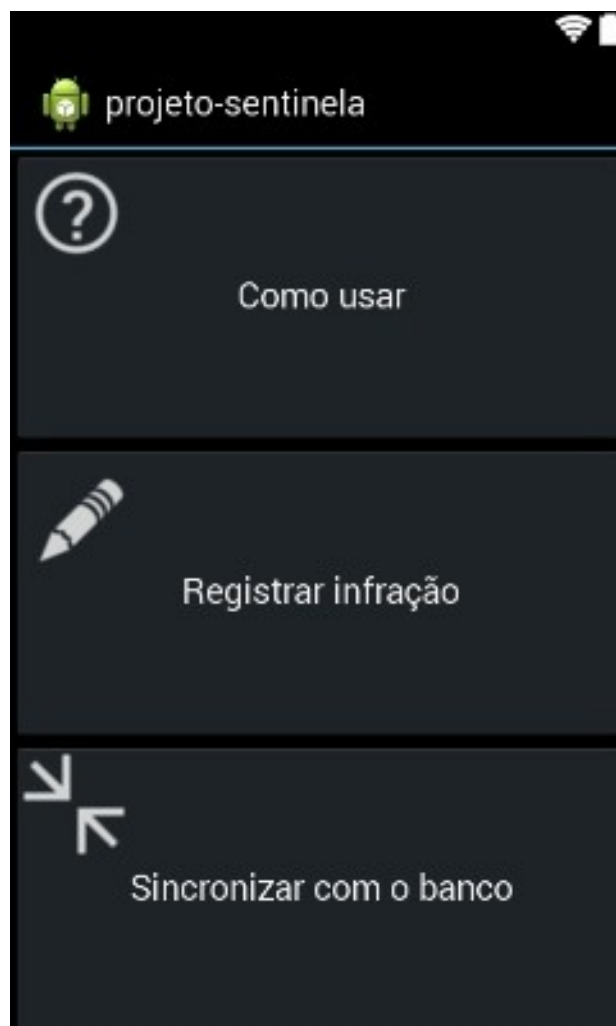 projeto-sentinela
Como usar
Registrar infração
Sincronizar com o banco